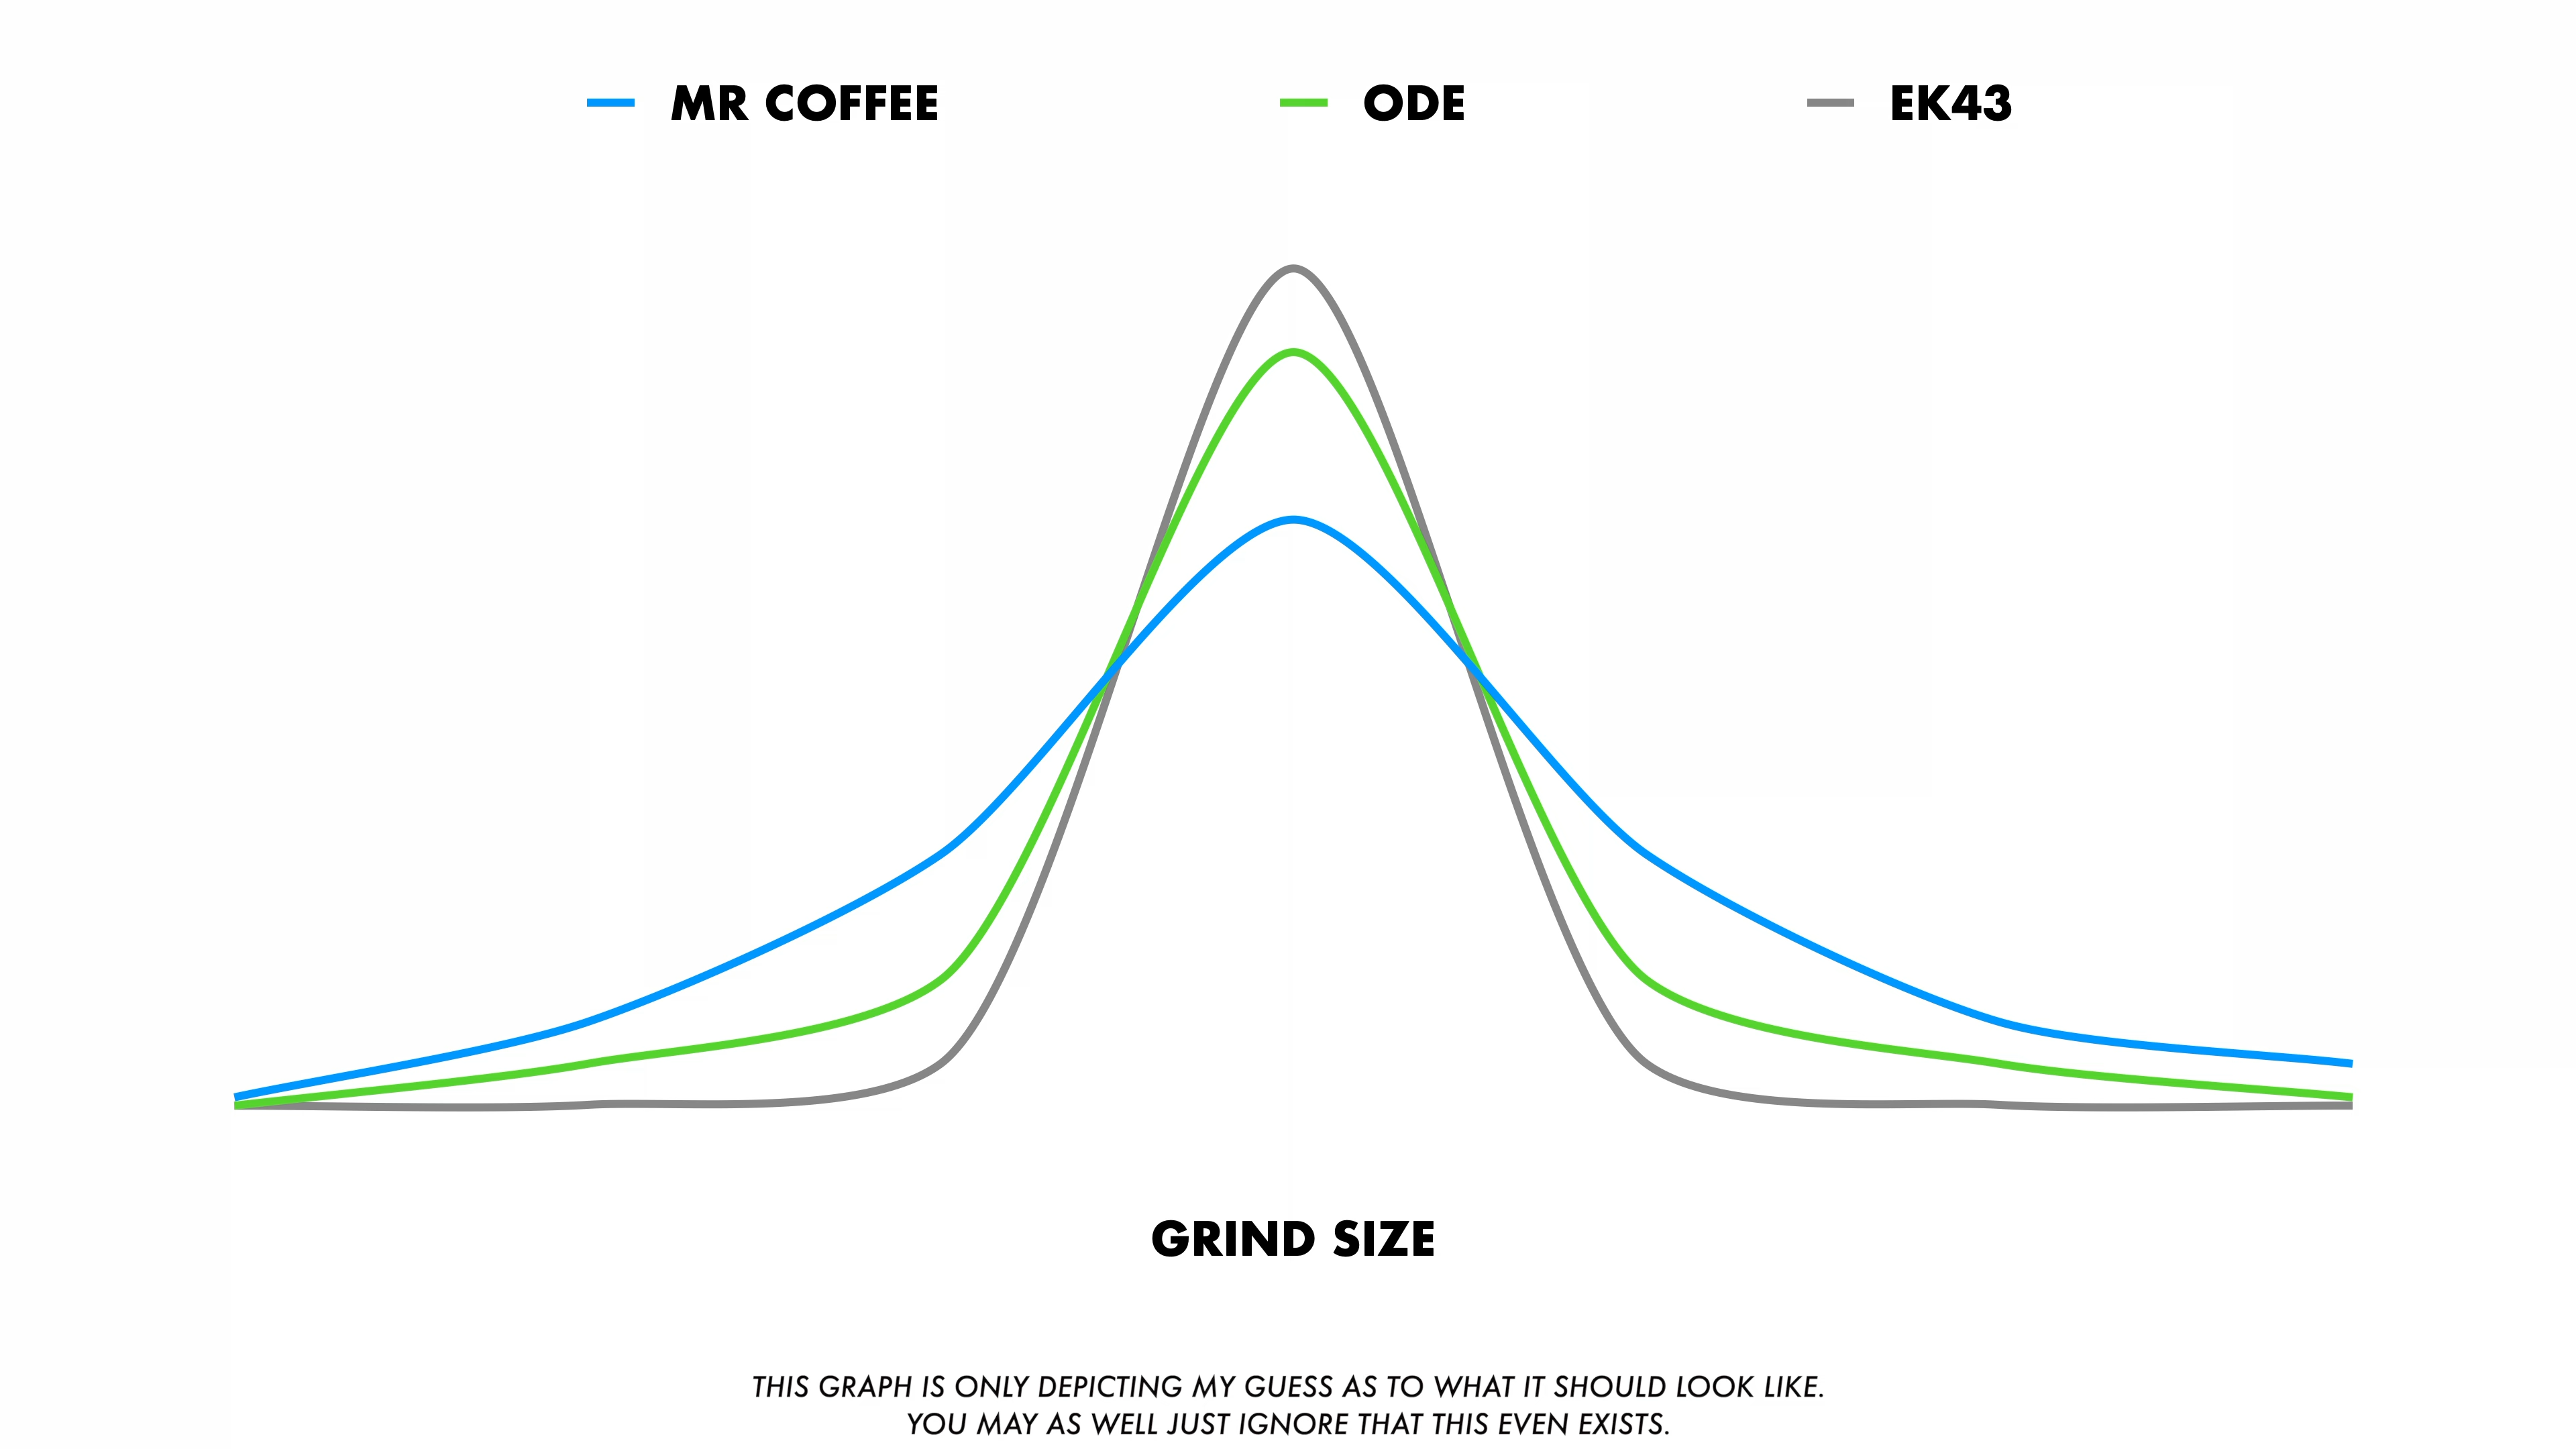 MR COFFEE
ODE
EK43
GRIND SIZE
THIS GRAPH IS ONLY DEPICTING MY GUESS AS TO WHAT IT SHOULD LOOK LIKE.
YOU MAY AS WELL JUST IGNORE THAT THIS EVEN EXISTS.